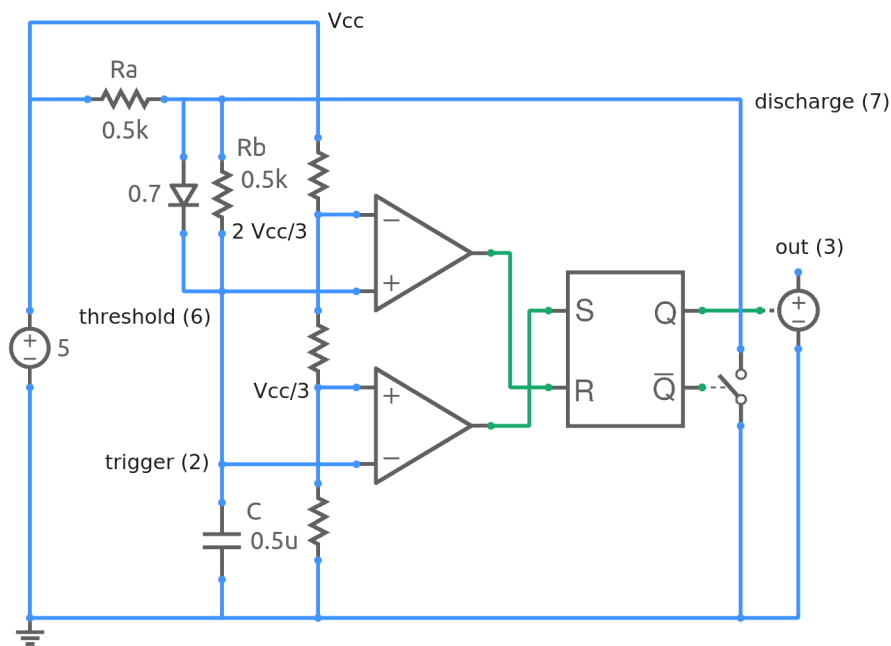 Vcc
Ra
0.5k
discharge (7)
Rb
0.5k
0.7
2 Vcc/3
−
+
out (3)
threshold (6)
+
−
5
S
Q
+
−
Vcc/3
+
−
R
Q̅
trigger (2)
C
0.5u